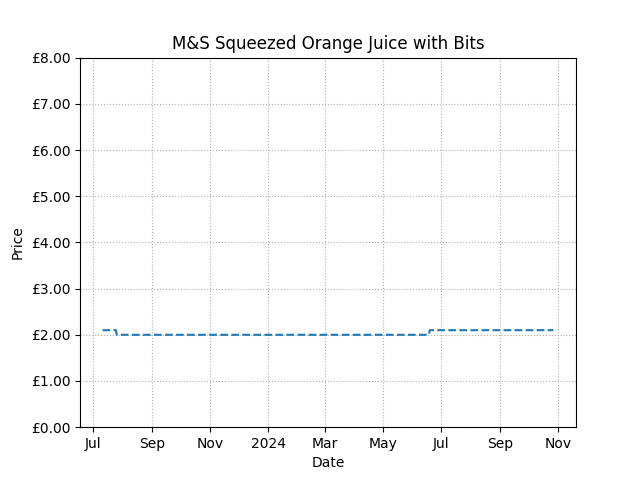 M&S Squeezed Orange Juice with Bits
£8.00
£7.00
£6.00
£5.00
£4.00
£3.00
£2.00
£1.00
£0.00
Price
Jul Sep Nov 2024 Mar May Jul Sep Nov
Date